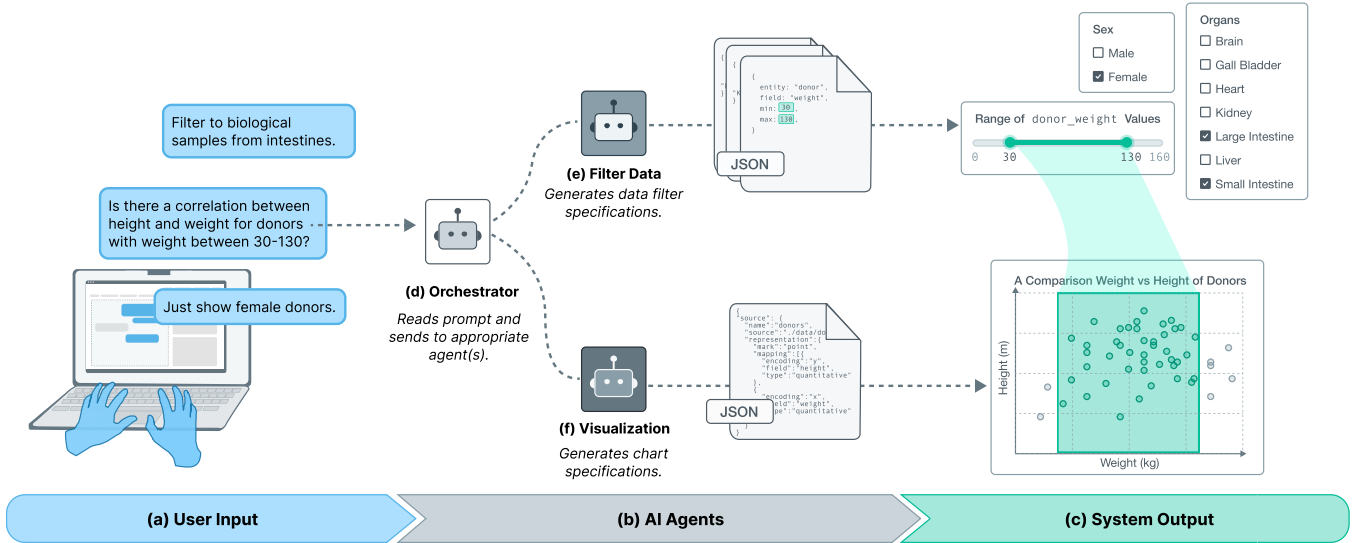 Filter to biological
samples from intestines.
Is there a correlation between
height and weight for donors
with weight between 30-130?
Just show female donors.
(d) Orchestrator
Reads prompt and
sends to appropriate
agent(s).
(e) Filter Data
Generates data filter
specifications.
(f) Visualization
Generates chart
specifications.
{
{
"K
}
{
entity: "donor",
field: "weight",
min: 30,
max: 130,
}
JSON
{
"source": {
"name":"donors",
"source":"./data/do
"representation":{
"mark":"point",
"mapping":[{
"encoding":"y",
"field":"height",
"type":"quantitative"
},
{
"encoding":"x",
ield":"weight",
ype":"quantitative"
}
}
JSON
Sex
Male
Female
Organs
Brain
Gall Bladder
Heart
Kidney
Large Intestine
Liver
Small Intestine
Range of donor_weight Values
0 30 130 160
A Comparison Weight vs Height of Donors
Height (m)
Weight (kg)
(a) User Input
(b) AI Agents
(c) System Output